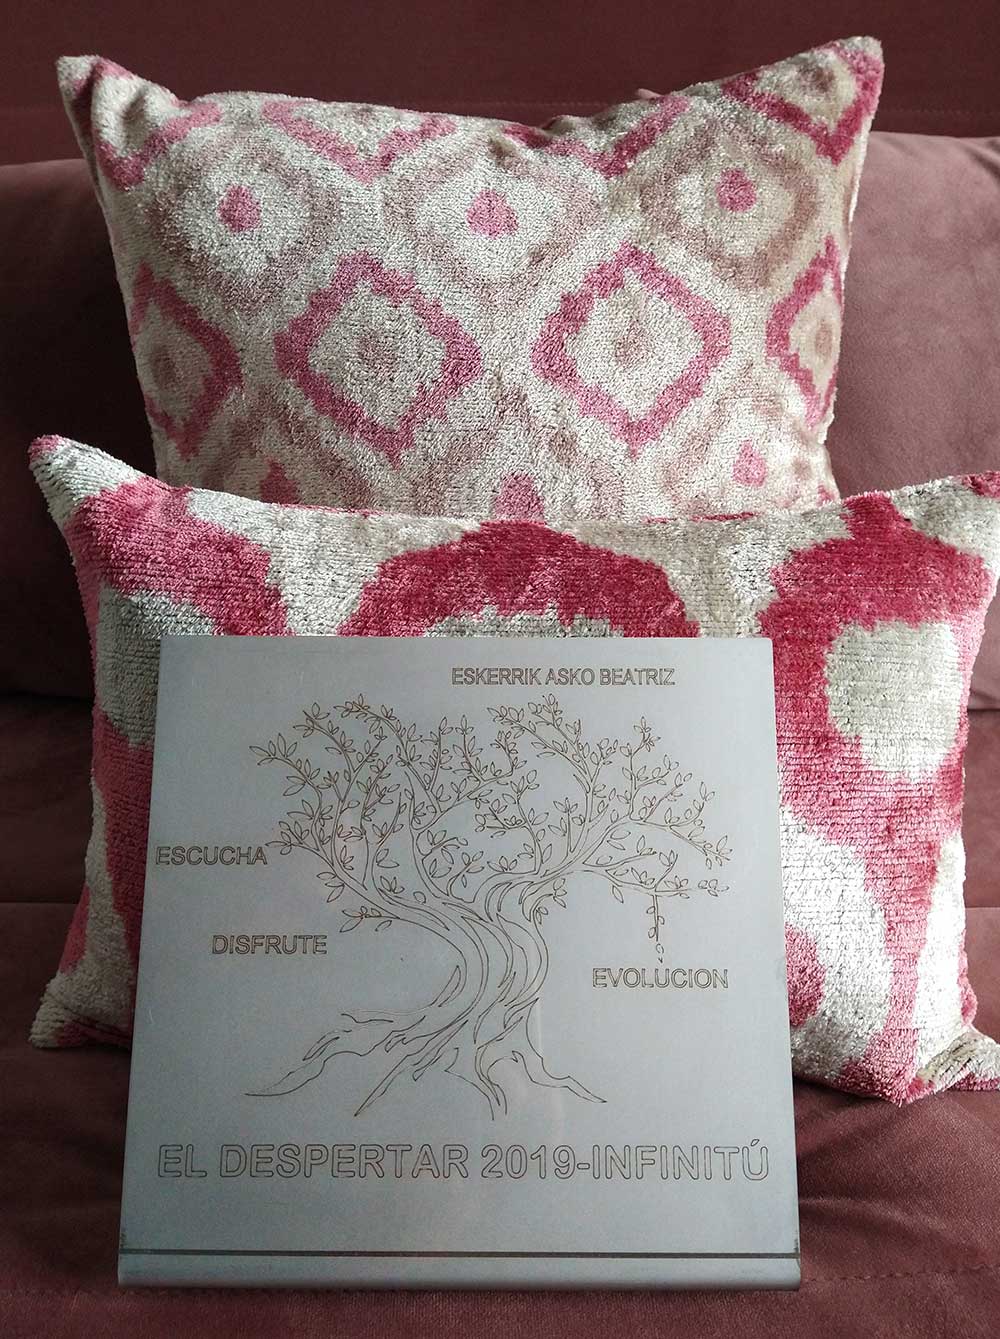 ESKERRIK ASKO BEATRIZ
ESCUCHA
DISFRUTE
EVOLUCION
EL DESPERTAR 2019-INFINITÚ